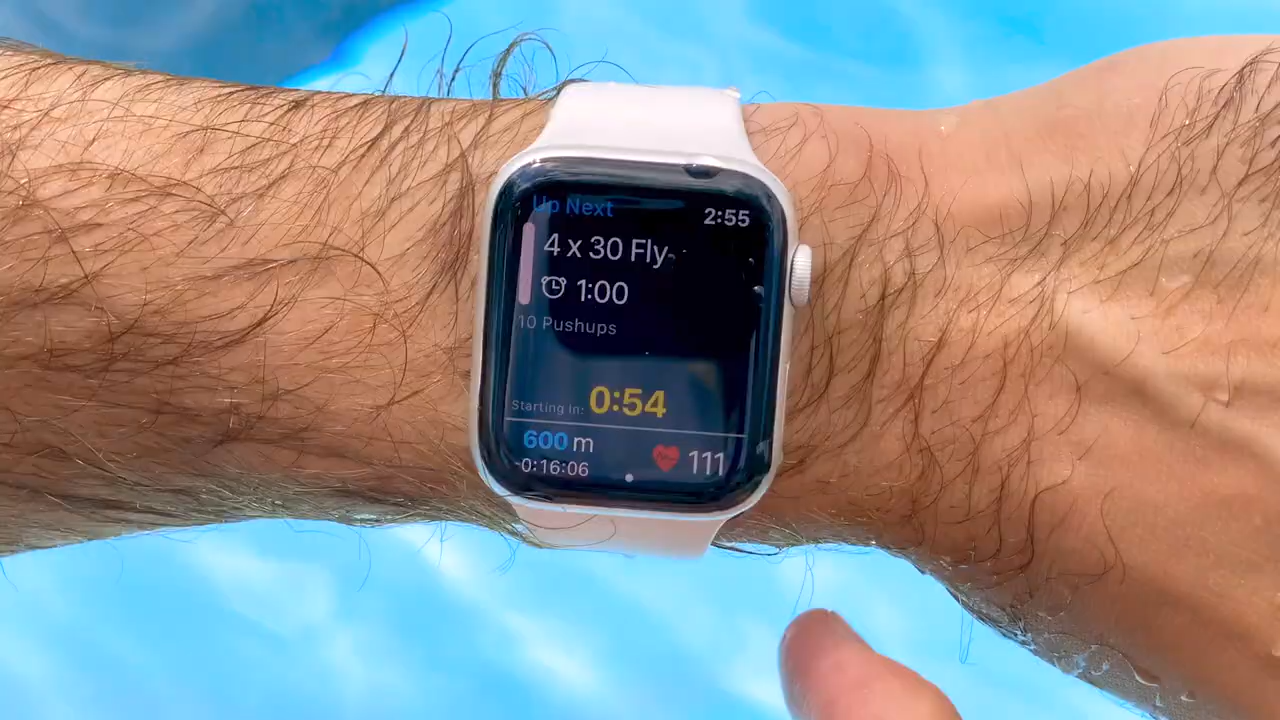 Up Next
2:55
4 x 30 Fly
1:00
10 Pushups
Starting In: 0:54
600 m
111
0:16:06